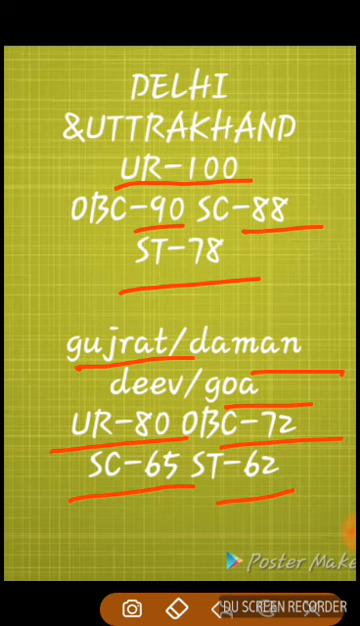 DELHI
&UTTRAKHAND
UR-100
OBC-90 SC-88
ST-78
gujrat/daman
deev/goa
UR-80 OBC-72
SC-65 ST-62
Poster Make
DU SCREEN RECORDER